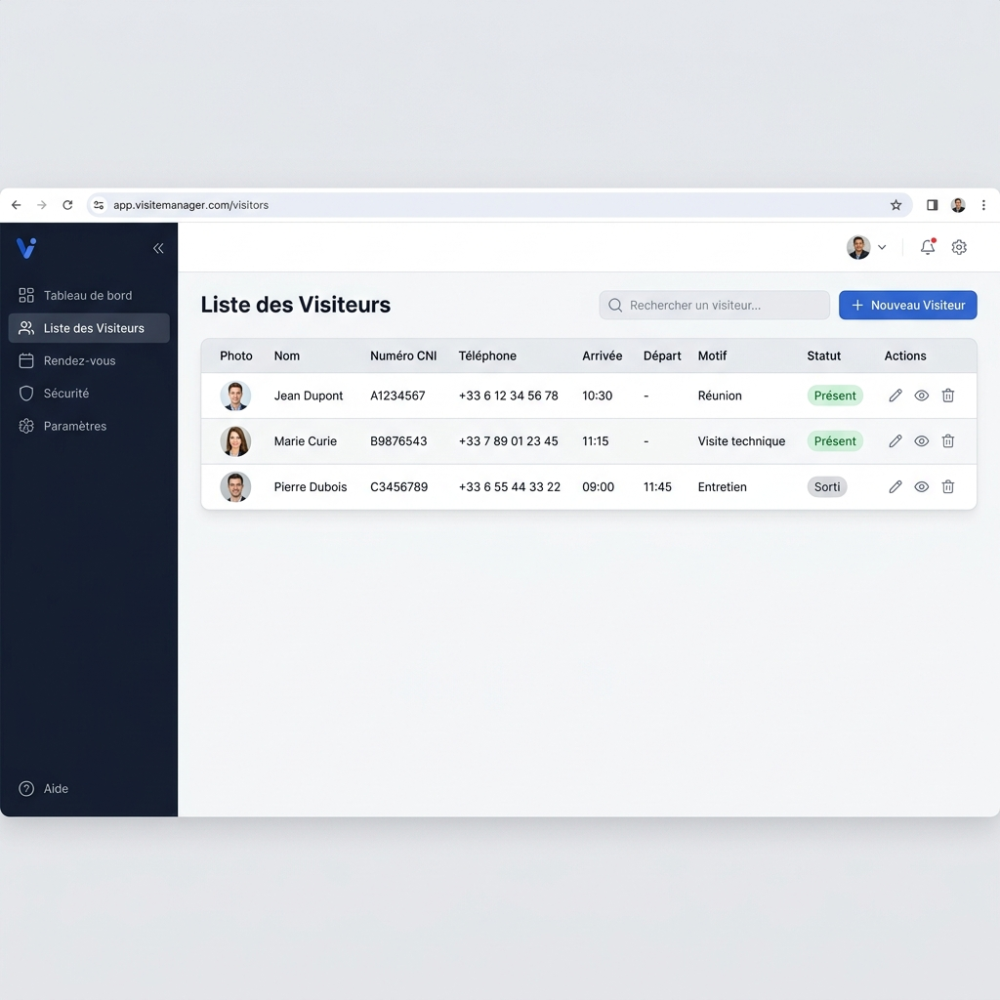 app.visitemanager.com/visitors
Tableau de bord
Liste des Visiteurs
Rendez-vous
Sécurité
Paramètres
Aide
Liste des Visiteurs
Rechercher un visiteur...
+ Nouveau Visiteur
Photo Nom Numéro CNI Téléphone Arrivée Départ Motif Statut Actions
Jean Dupont A1234567 +33 6 12 34 56 78 10:30 - Réunion Présent
Marie Curie B9876543 +33 7 89 01 23 45 11:15 - Visite technique Présent
Pierre Dubois C3456789 +33 6 55 44 33 22 09:00 11:45 Entretien Sorti